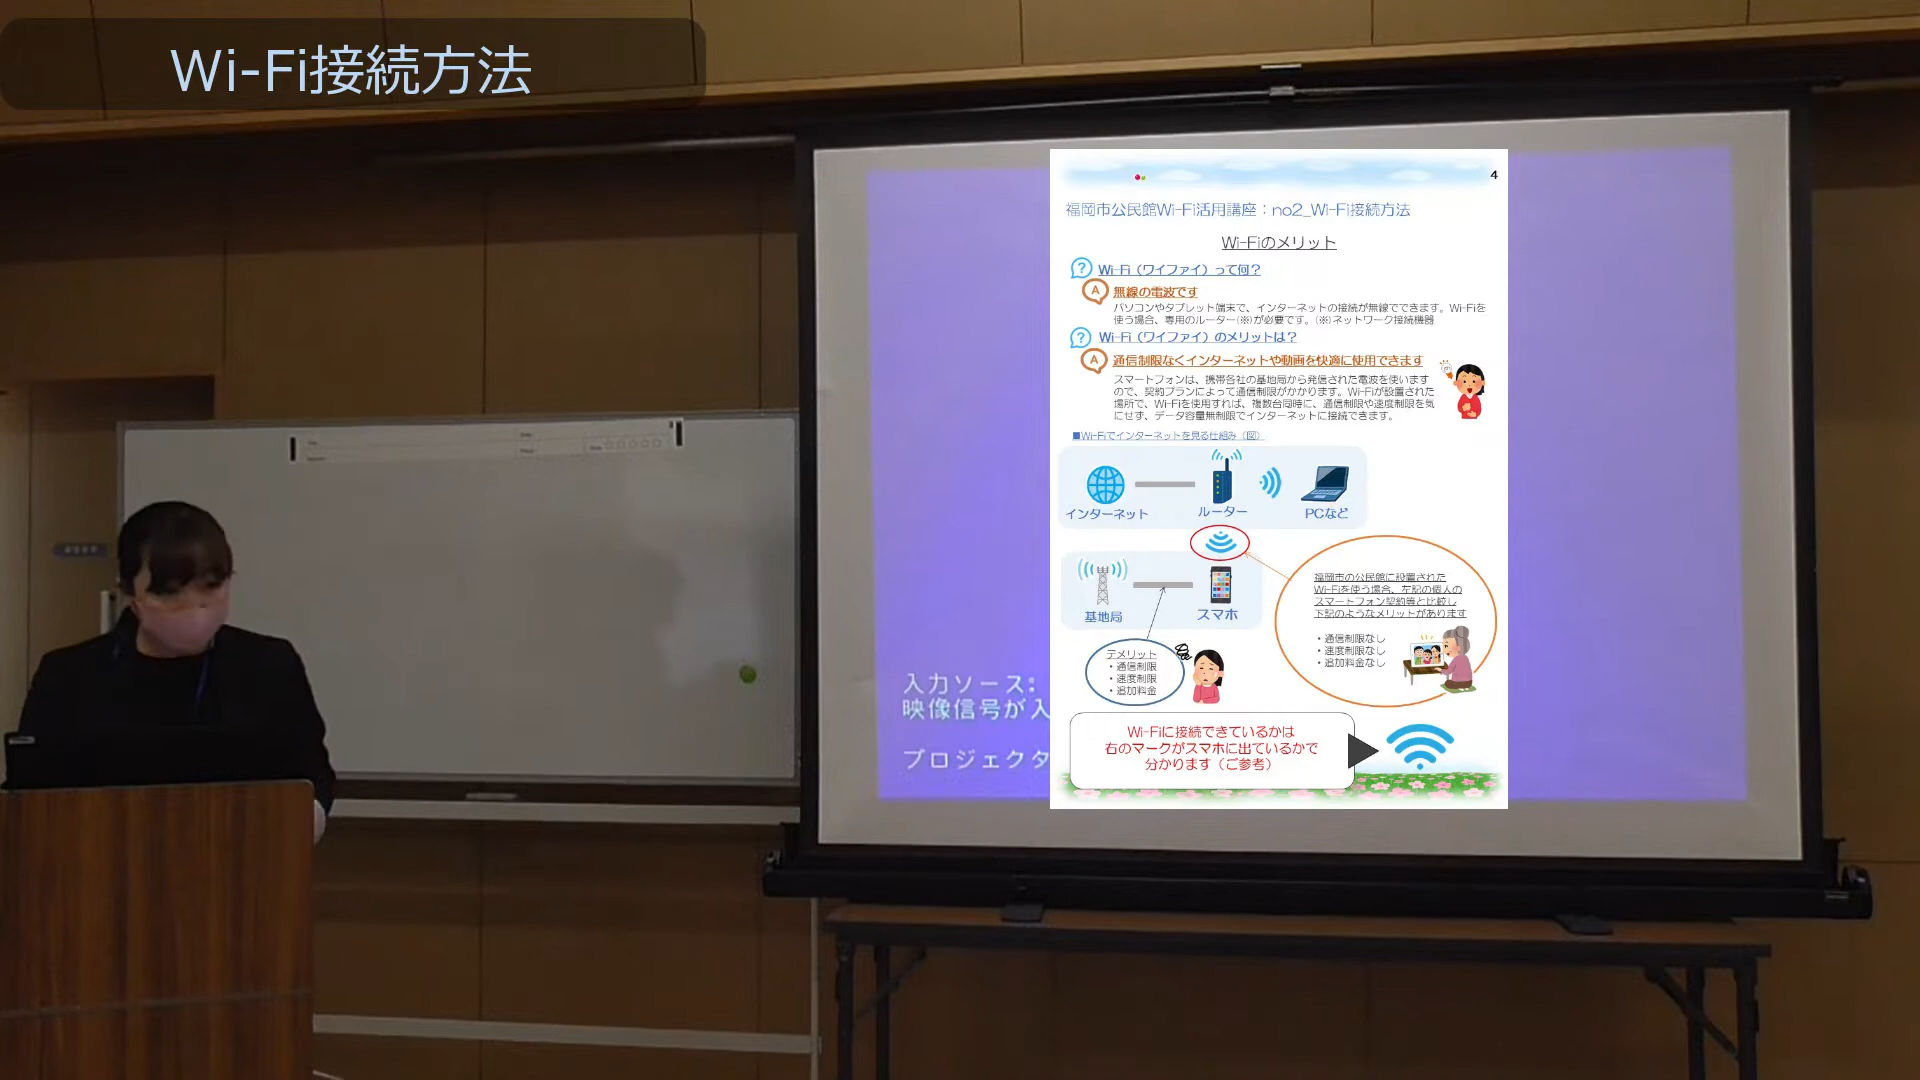 Wi-Fi接続方法
4
福岡市公民館Wi-Fi活用講座：no2_Wi-Fi接続方法
Wi-Fiのメリット
? Wi-Fi（ワイファイ）って何？
A 無線の電波です
パソコンやタブレット端末で、インターネットの接続が無線でできます。Wi-Fiを
使う場合、専用のルーター(※)が必要です。(※)ネットワーク接続機器
? Wi-Fi（ワイファイ）のメリットは？
A 通信制限なくインターネットや動画を快適に使用できます
スマートフォンは、携帯各社の基地局から発信された電波を使います
ので、契約プランによって通信制限がかかります。Wi-Fiが設置された
場所で、Wi-Fiを使用すれば、複数台同時に、通信制限や速度制限を気
にせず、データ容量無制限でインターネットに接続できます。
■Wi-Fiでインターネットを見る仕組み（図）
インターネット
ルーター
PCなど
基地局
スマホ
デメリット
・通信制限
・速度制限
・追加料金
福岡市の公民館に設置された
Wi-Fiを使う場合、左記の個人の
スマートフォン契約等と比較し
下記のようなメリットがあります
・通信制限なし
・速度制限なし
・追加料金なし
Wi-Fiに接続できているかは
右のマークがスマホに出ているかで
分かります（ご参考）
入力ソース:
映像信号が入
プロジェクタ